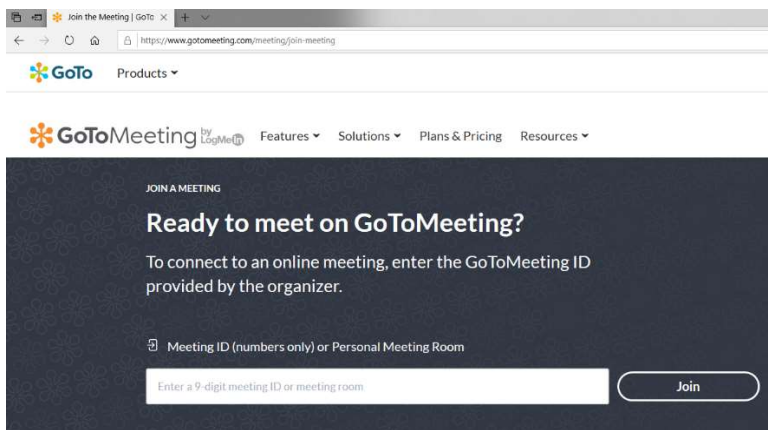 Join the Meeting | GoTo
https://www.gotomeeting.com/meeting/join-meeting
GoTo Products
GoToMeeting by LogMeIn Features Solutions Plans & Pricing Resources
JOIN A MEETING
Ready to meet on GoToMeeting?
To connect to an online meeting, enter the GoToMeeting ID
provided by the organizer.
Meeting ID (numbers only) or Personal Meeting Room
Enter a 9-digit meeting ID or meeting room Join